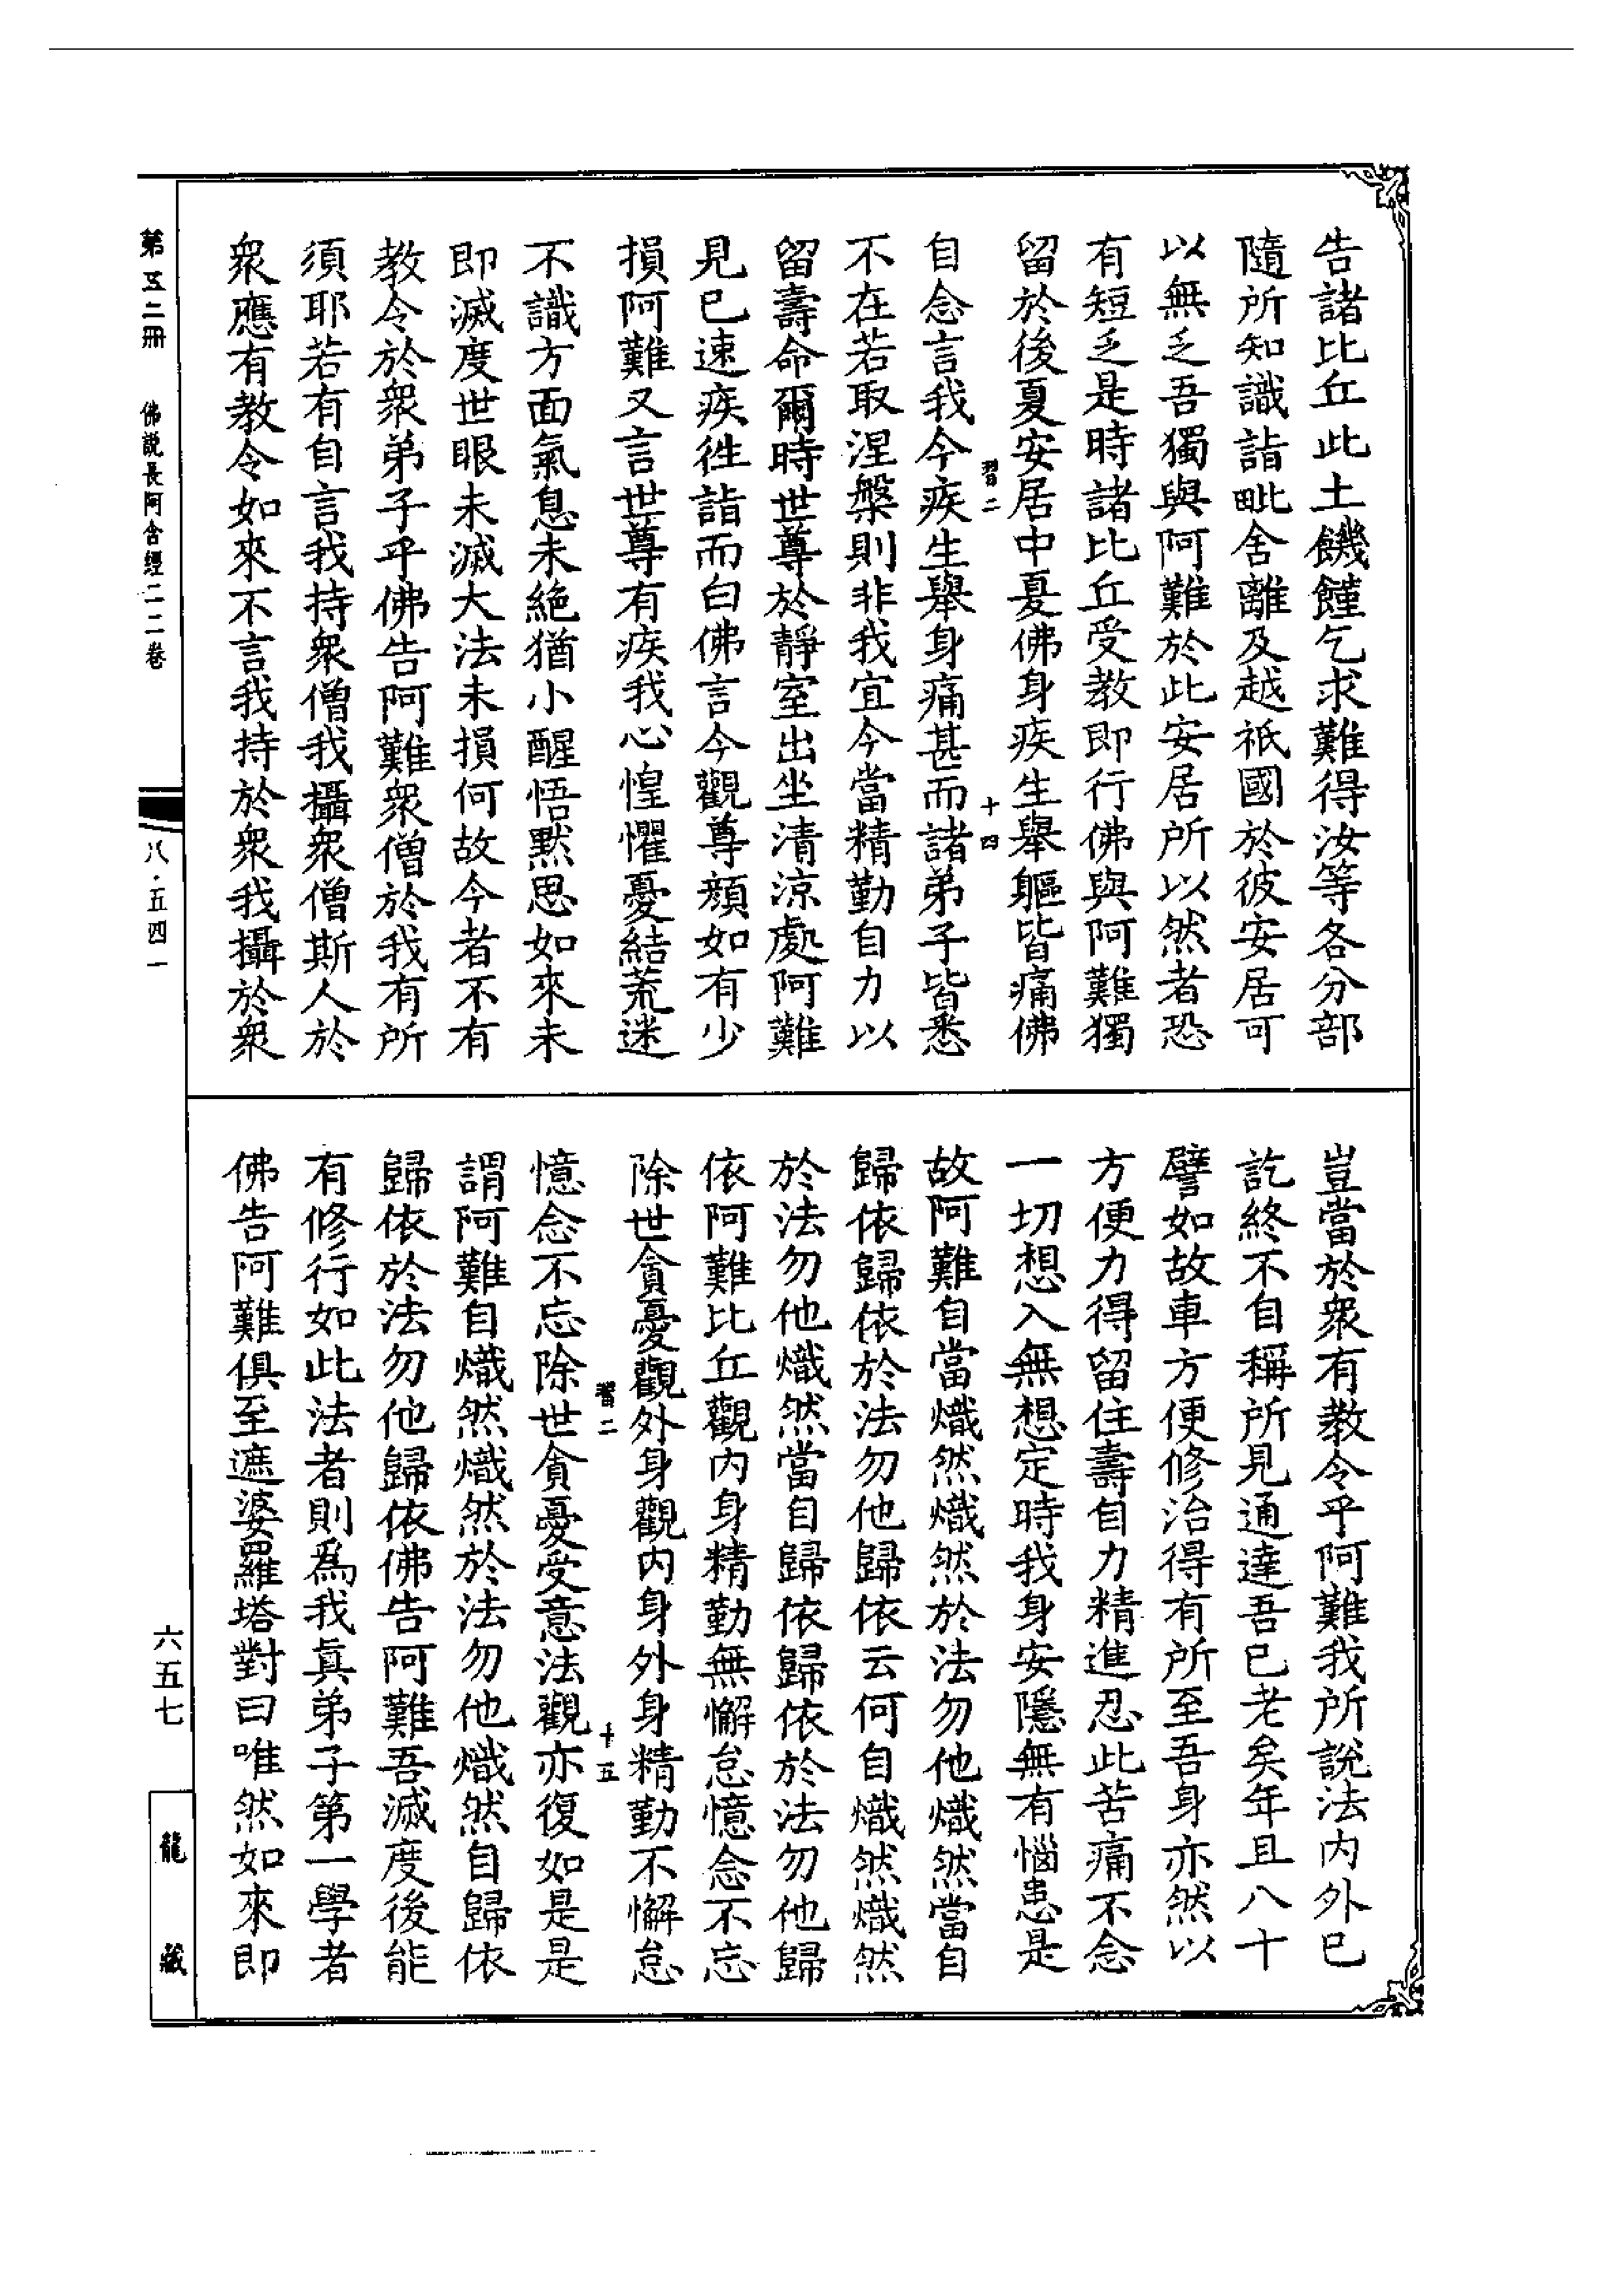 告諸比丘此土饑饉乞求難得汝等各分部
隨所知識詣毗舍離及越祇國於彼安居可
以無乏吾獨與阿難於此安居所以然者恐
有短乏是時諸比丘受教即行佛與阿難獨
留於後夏安居中夏佛身疾生舉軀皆痛佛
習二
十四
自念言我今疾生舉身痛甚而諸弟子皆悉
不在若取涅槃則非我宜今當精勤自力以
留壽命爾時世尊於靜室出坐清涼處阿難
見已速疾徃詣而白佛言今觀尊顏如有少
損阿難又言世尊有疾我心惶懼憂結荒迷
不識方面氣息未絶猶小醒悟默思如來未
即滅度世眼未滅大法未損何故今者不有
教令於衆弟子乎佛告阿難衆僧於我有所
須耶若有自言我持衆僧我攝衆僧斯人於
衆應有教令如來不言我持於衆我攝於衆
豈當於衆有教令乎阿難我所說法内外已
訖終不自稱所見通達吾已老矣年且八十
譬如故車方便修治得有所至吾身亦然以
方便力得留住壽自力精進忍此苦痛不念
一切想入無想定時我身安隱無有惱患是
故阿難自當熾然熾然於法勿他熾然當自
歸依歸依於法勿他歸依云何自熾然熾然
於法勿他熾然當自歸依歸依於法勿他歸
依阿難比丘觀内身精勤無懈怠憶念不忘
除世貪憂觀外身觀内身外身精勤不懈怠
習二
十五
憶念不忘除世貪憂受意法觀亦復如是是
謂阿難自熾然熾然於法勿他熾然自歸依
歸依於法勿他歸依佛告阿難吾滅度後能
有修行如此法者則爲我眞弟子第一學者
佛告阿難俱至遮婆羅塔對曰唯然如來即
第五二冊 佛説長阿含經二二卷
八·五四一
六五七
龍藏